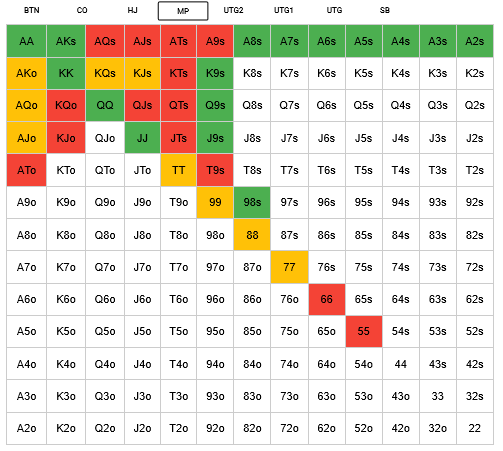 BTN CO HJ MP UTG2 UTG1 UTG SB
AA AKs AQs AJs ATs A9s A8s A7s A6s A5s A4s A3s A2s
AKo KK KQs KJs KTs K9s K8s K7s K6s K5s K4s K3s K2s
AQo KQo QQ QJs QTs Q9s Q8s Q7s Q6s Q5s Q4s Q3s Q2s
AJo KJo QJo JJ JTs J9s J8s J7s J6s J5s J4s J3s J2s
ATo KTo QTo JTo TT T9s T8s T7s T6s T5s T4s T3s T2s
A9o K9o Q9o J9o T9o 99 98s 97s 96s 95s 94s 93s 92s
A8o K8o Q8o J8o T8o 98o 88 87s 86s 85s 84s 83s 82s
A7o K7o Q7o J7o T7o 97o 87o 77 76s 75s 74s 73s 72s
A6o K6o Q6o J6o T6o 96o 86o 76o 66 65s 64s 63s 62s
A5o K5o Q5o J5o T5o 95o 85o 75o 65o 55 54s 53s 52s
A4o K4o Q4o J4o T4o 94o 84o 74o 64o 54o 44 43s 42s
A3o K3o Q3o J3o T3o 93o 83o 73o 63o 53o 43o 33 32s
A2o K2o Q2o J2o T2o 92o 82o 72o 62o 52o 42o 32o 22